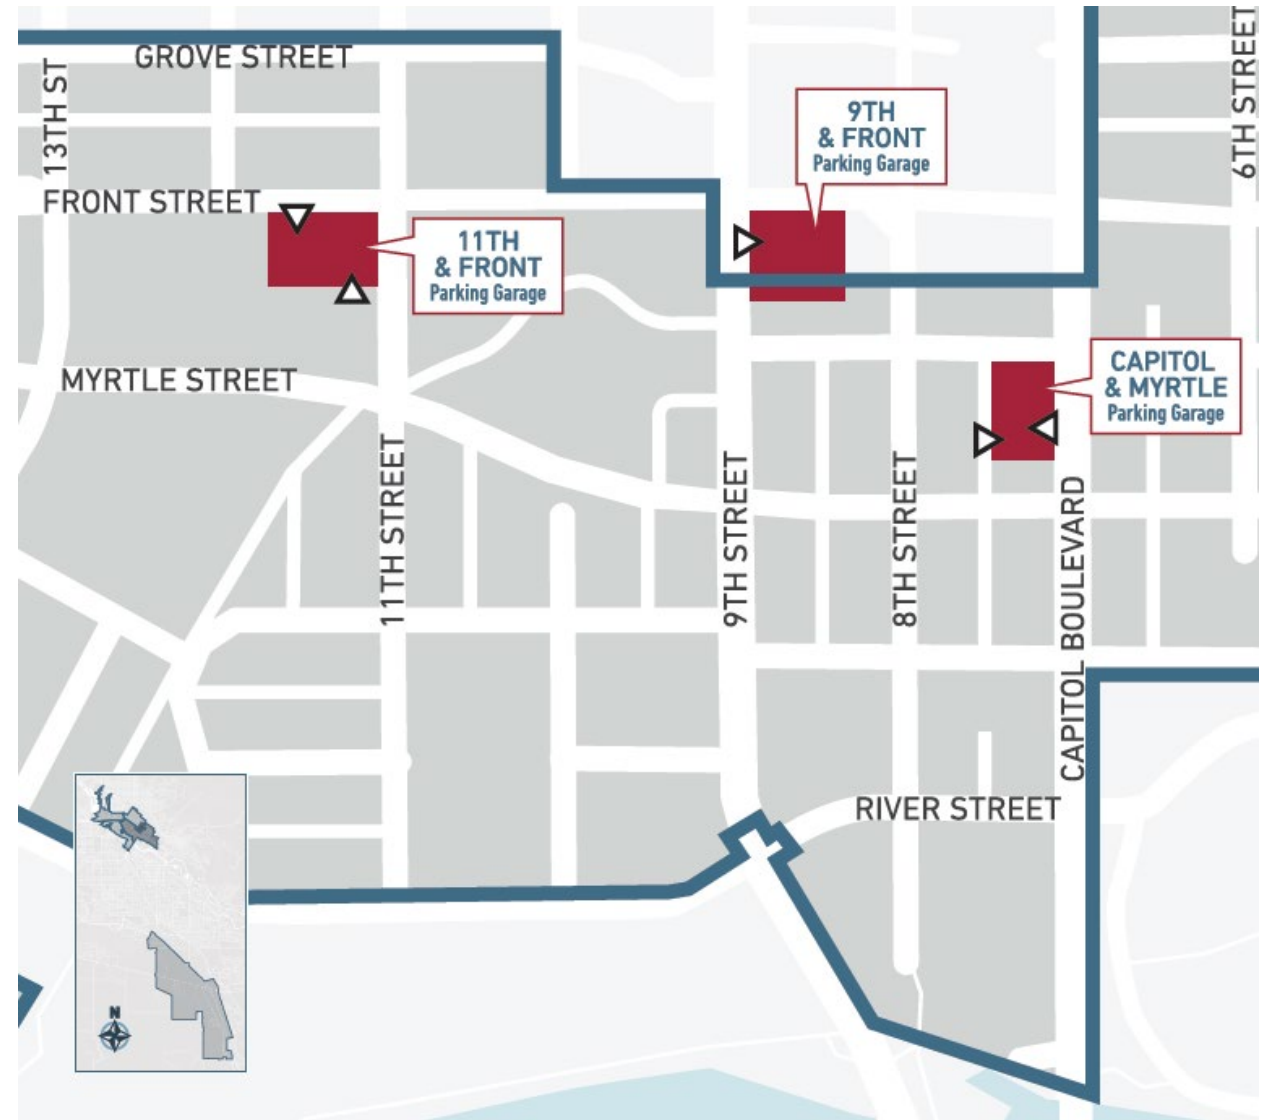 GROVE STREET
13TH ST
6TH STREET
9TH
& FRONT
Parking Garage
FRONT STREET
11TH
& FRONT
Parking Garage
CAPITOL
& MYRTLE
Parking Garage
MYRTLE STREET
11TH STREET
9TH STREET
8TH STREET
CAPITOL BOULEVARD
RIVER STREET
N